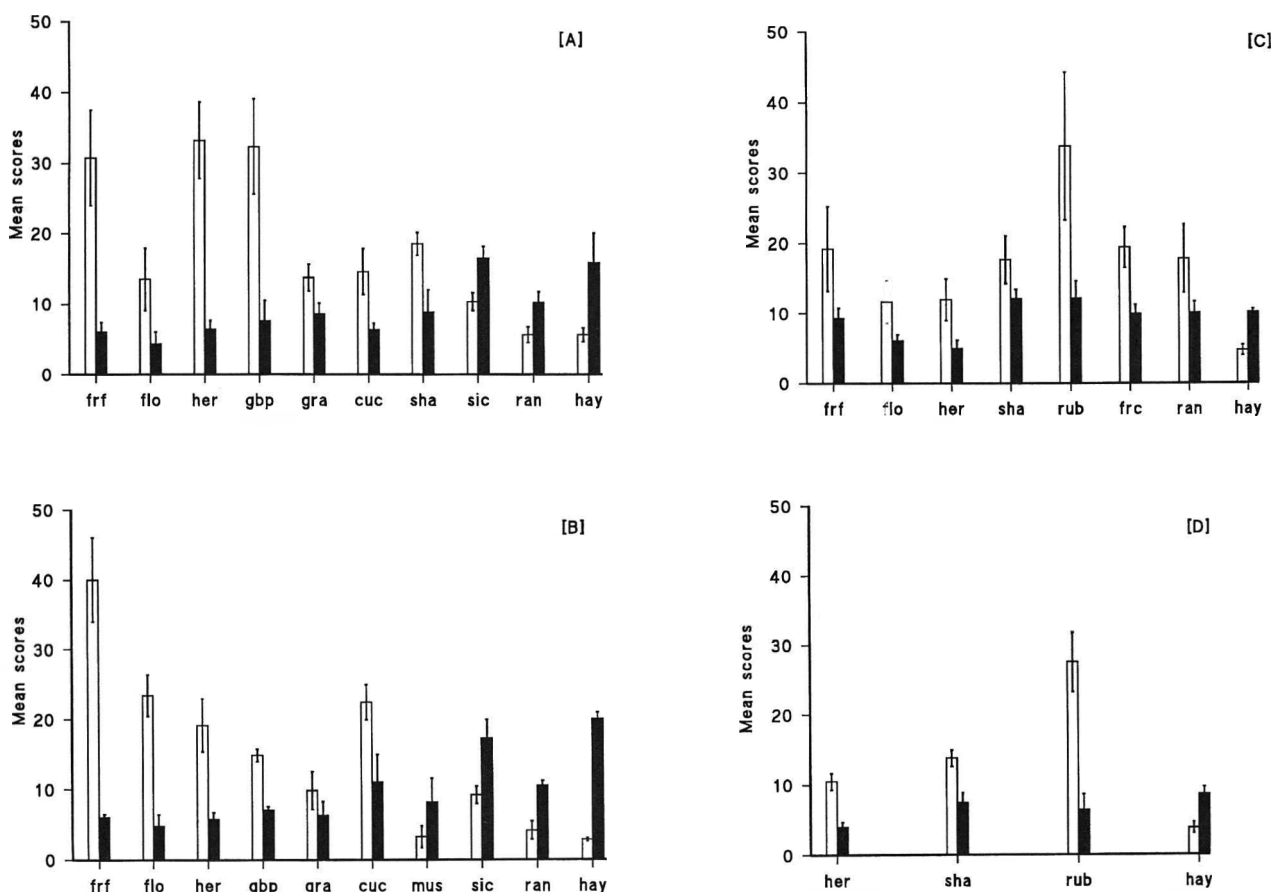 [A]
Mean scores
50
40
30
20
10
0
frf flo her gbp gra cuc sha sic ran hay
[C]
Mean scores
50
40
30
20
10
0
frf flo her sha rub frc ran hay
[B]
Mean scores
50
40
30
20
10
0
frf flo her gbp gra cuc mus sic ran hay
[D]
Mean scores
50
40
30
20
10
0
her sha rub hay